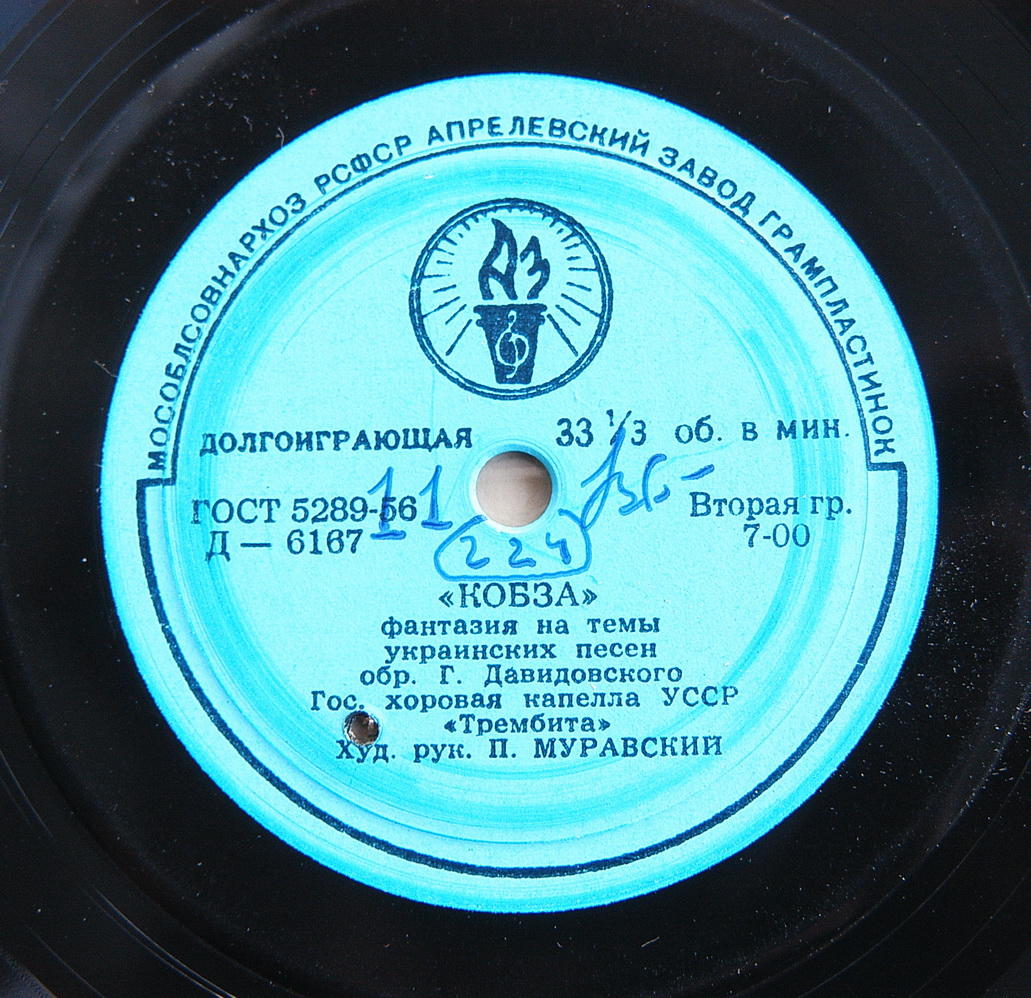 МОСОБЛСОВНАРХОЗ РСФСР АПРЕЛЕВСКИЙ ЗАВОД ГРАМПЛАСТИНОК
АЗ
ДОЛГОИГРАЮЩАЯ 33 1/3 об. в мин.
ГОСТ 5289-56 Вторая гр.
Д — 6167 7-00
11
224
«КОБЗА»
фантазия на темы
украинских песен
обр. Г. Давидовского
Гос. хоровая капелла УССР
«Трембита»
Худ. рук. П. МУРАВСКИЙ